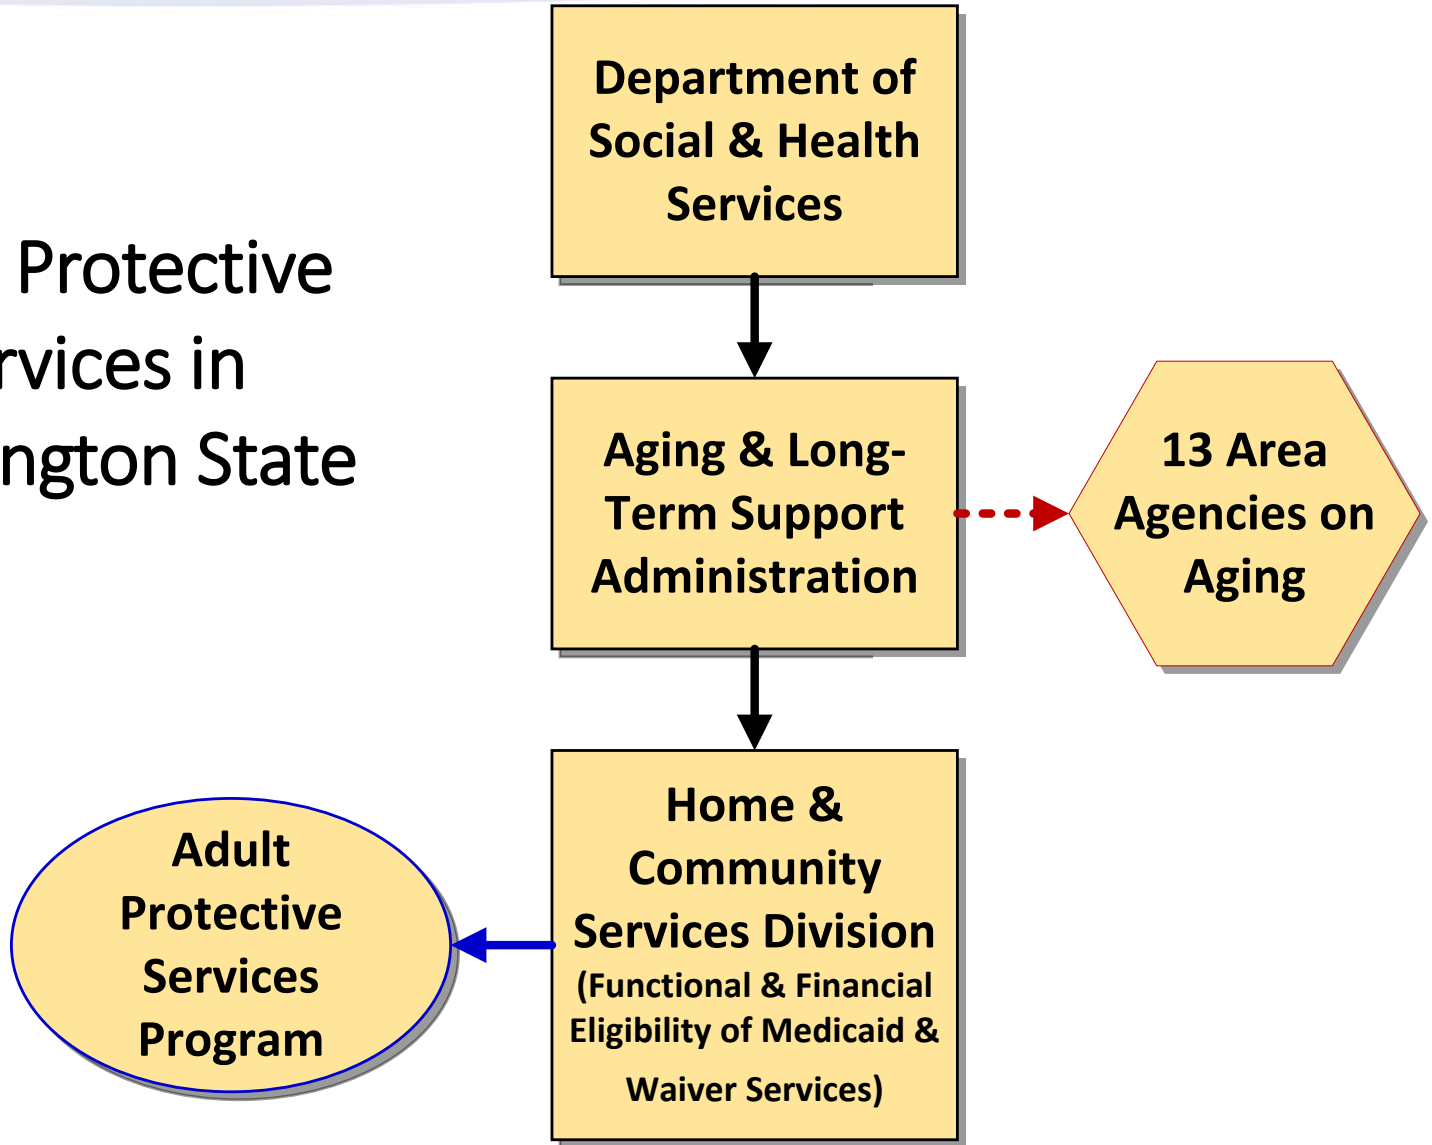 Department of
Social & Health
Services
Protective
rvices in
ngton State
Aging & Long-
Term Support
Administration
13 Area
Agencies on
Aging
Home &
Community
Services Division
(Functional & Financial
Eligibility of Medicaid &
Waiver Services)
Adult
Protective
Services
Program